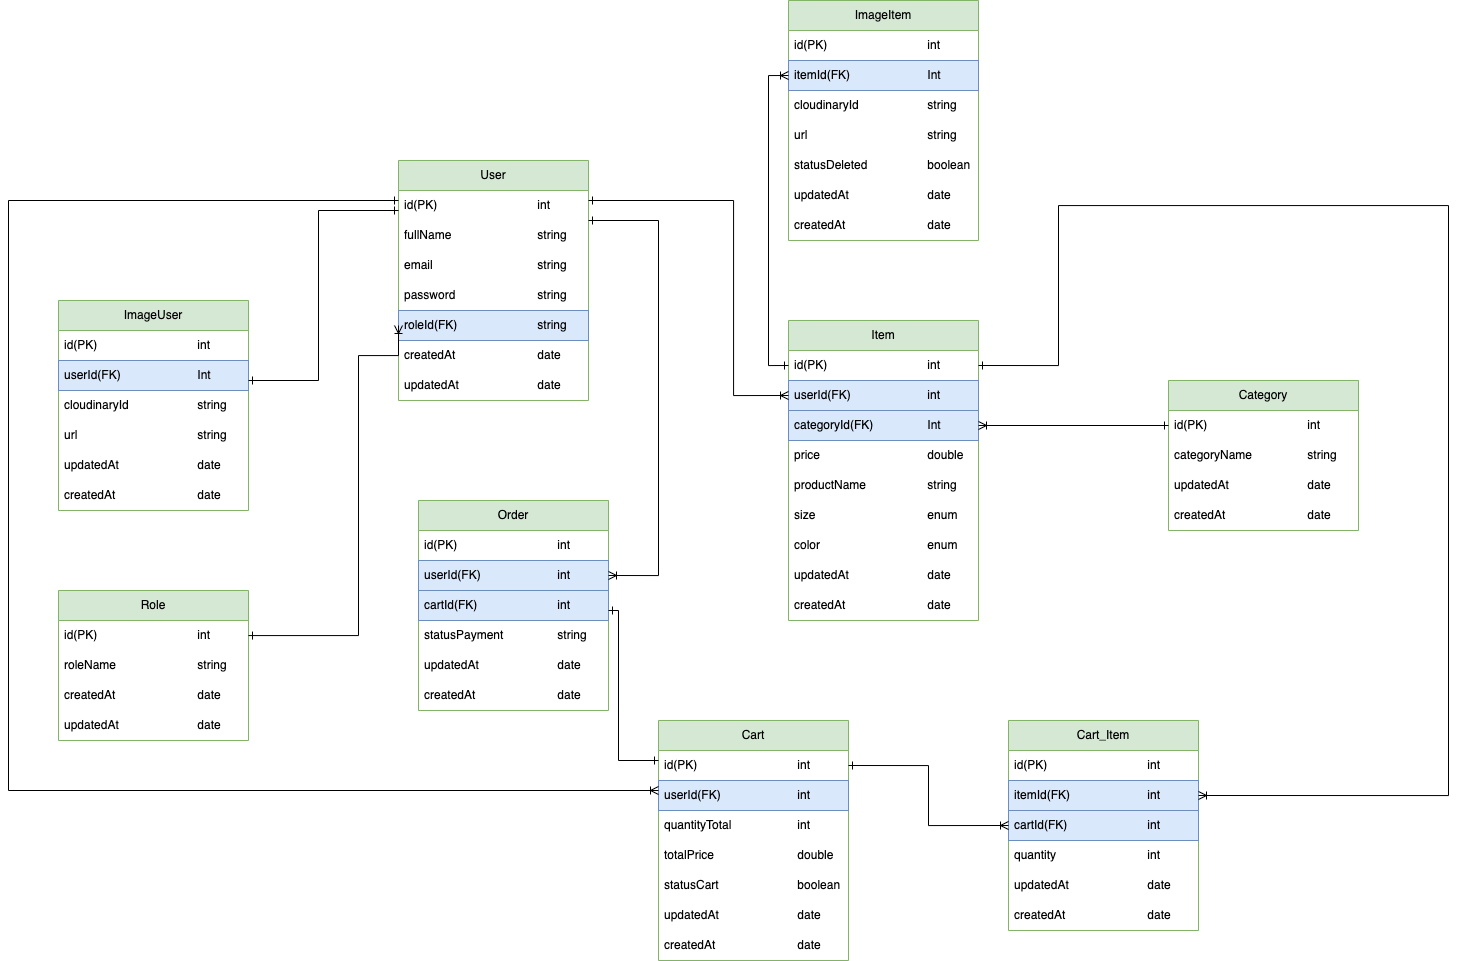 ImageItem
id(PK) int
itemId(FK) Int
cloudinaryId string
url string
statusDeleted boolean
updatedAt date
createdAt date
User
id(PK) int
fullName string
email string
password string
roleId(FK) string
createdAt date
updatedAt date
ImageUser
id(PK) int
userId(FK) Int
cloudinaryId string
url string
updatedAt date
createdAt date
Item
id(PK) int
userId(FK) int
categoryId(FK) Int
price double
productName string
size enum
color enum
updatedAt date
createdAt date
Category
id(PK) int
categoryName string
updatedAt date
createdAt date
Order
id(PK) int
userId(FK) int
cartId(FK) int
statusPayment string
updatedAt date
createdAt date
Role
id(PK) int
roleName string
createdAt date
updatedAt date
Cart
id(PK) int
userId(FK) int
quantityTotal int
totalPrice double
statusCart boolean
updatedAt date
createdAt date
Cart_Item
id(PK) int
itemId(FK) int
cartId(FK) int
quantity int
updatedAt date
createdAt date